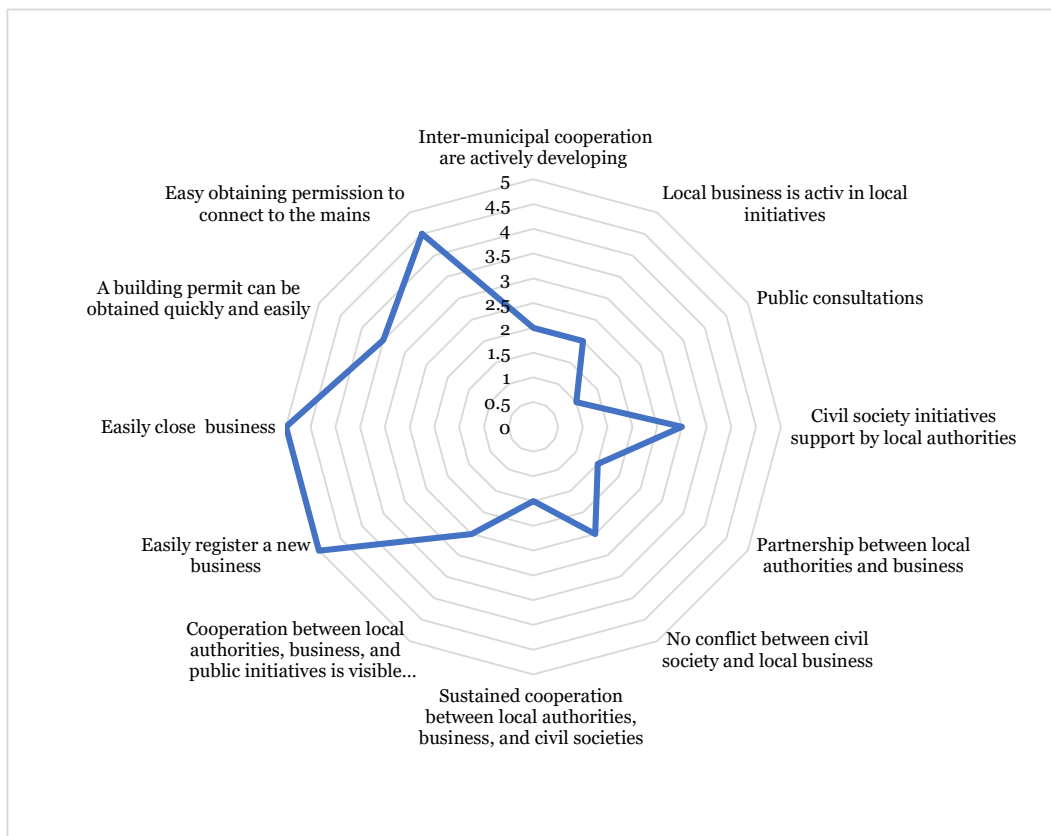 Inter-municipal cooperation
are actively developing
Local business is activ in local
initiatives
Public consultations
Civil society initiatives
support by local authorities
Partnership between local
authorities and business
No conflict between civil
society and local business
Sustained cooperation
between local authorities,
business, and civil societies
Cooperation between local
authorities, business, and
public initiatives is visible...
Easily register a new
business
Easily close  business
A building permit can be
obtained quickly and easily
Easy obtaining permission to
connect to the mains
5
4.5
4
3.5
3
2.5
2
1.5
1
0.5
0